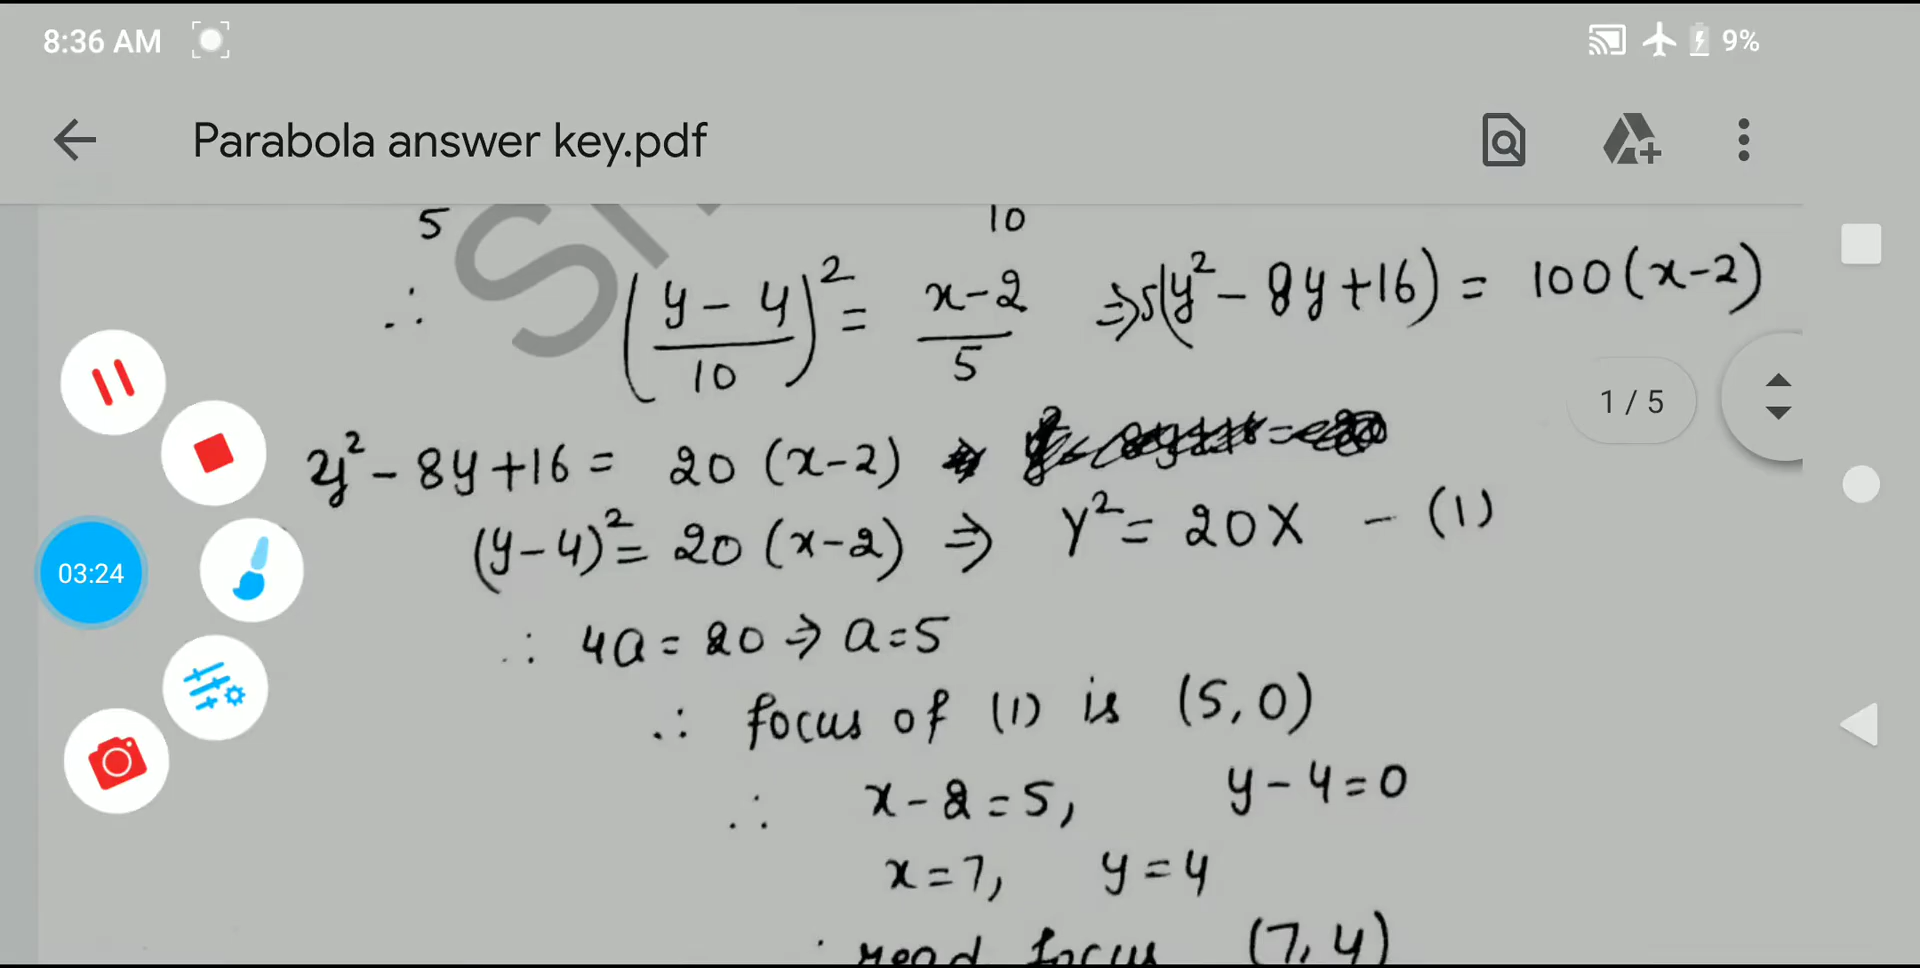 8:36 AM 9%
Parabola answer key.pdf
5 10
∴ ((y-4)/10)² = (x-2)/5 ⇒ 5(y²-8y+16) = 100(x-2)
1 / 5
y²-8y+16 = 20(x-2)
(y-4)² = 20(x-2) ⇒ Y² = 20X - (1)
03:24
∴ 4a = 20 ⇒ a=5
∴ focus of (1) is (5,0)
∴ x-2=5, y-4=0
x=7, y=4
focus (7,4)